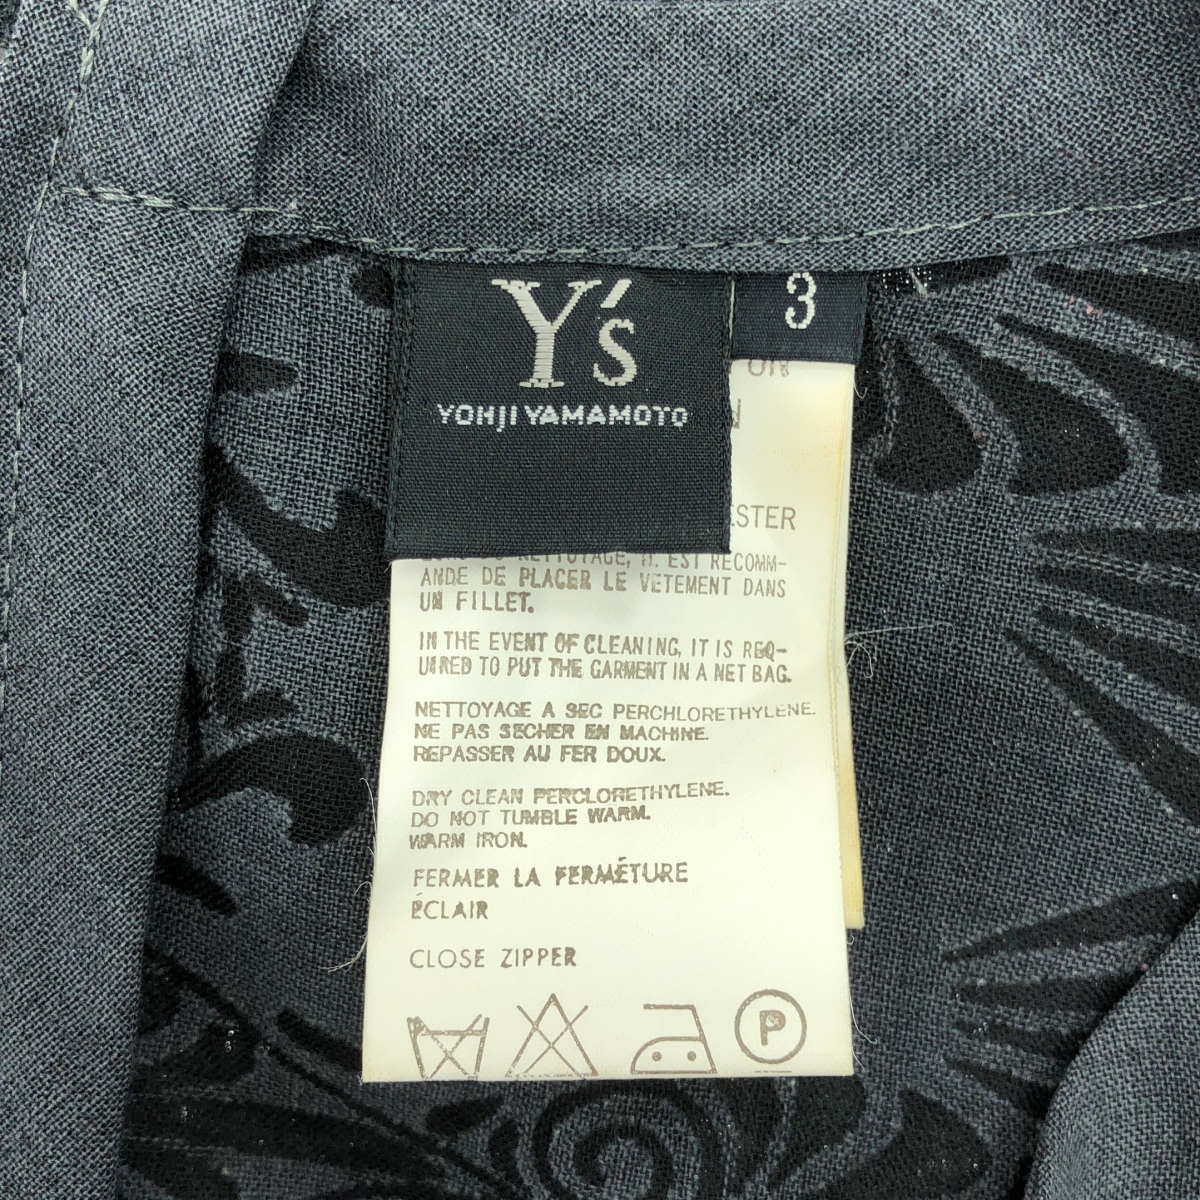 Y's
YOHJI YAMAMOTO
3
ESTER
NETTOYAGE, IL EST RECOMM-
ANDE DE PLACER LE VETEMENT DANS
UN FILLET.
IN THE EVENT OF CLEANING, IT IS REQ-
UIRED TO PUT THE GARMENT IN A NET BAG.
NETTOYAGE A SEC PERCHLORETHYLENE.
NE PAS SECHER EN MACHINE.
REPASSER AU FER DOUX.
DRY CLEAN PERCLORETHYLENE.
DO NOT TUMBLE WARM.
WARM IRON.
FERMER LA FERMÉTURE
ÉCLAIR
CLOSE ZIPPER
P